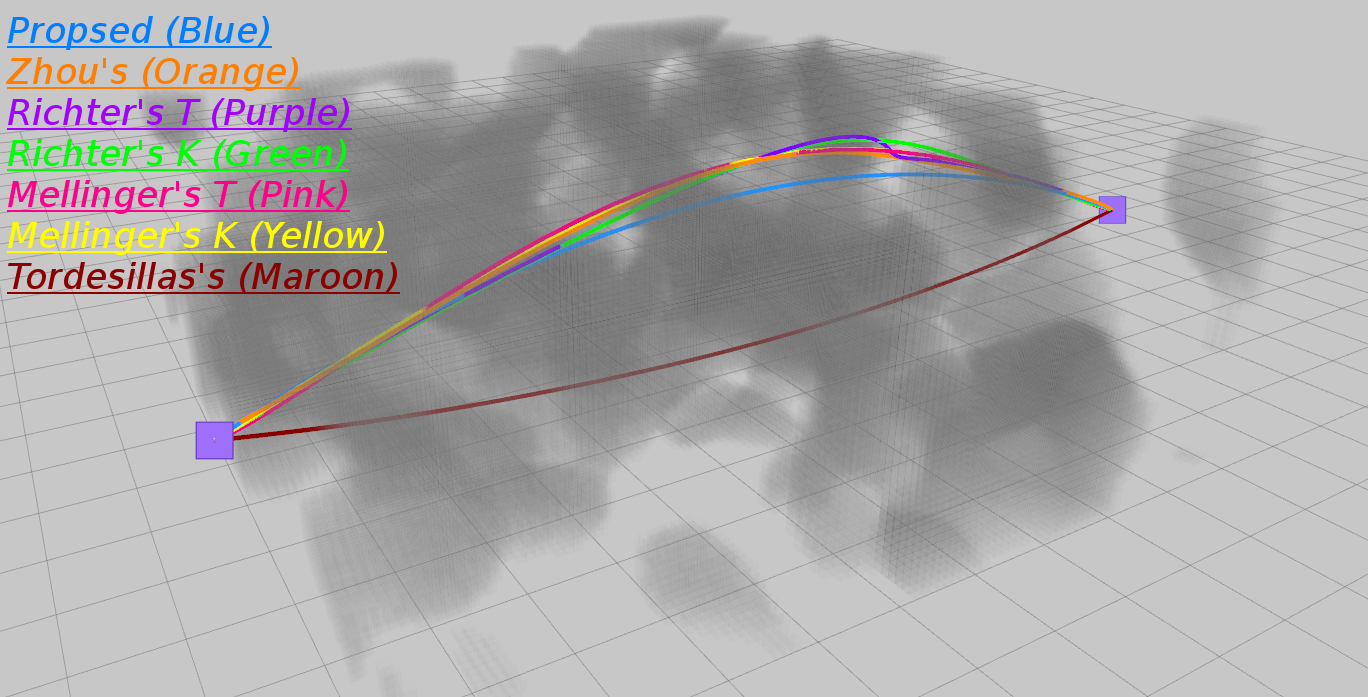 Propsed (Blue)
Zhou's (Orange)
Richter's T (Purple)
Richter's K (Green)
Mellinger's T (Pink)
Mellinger's K (Yellow)
Tordesillas's (Maroon)